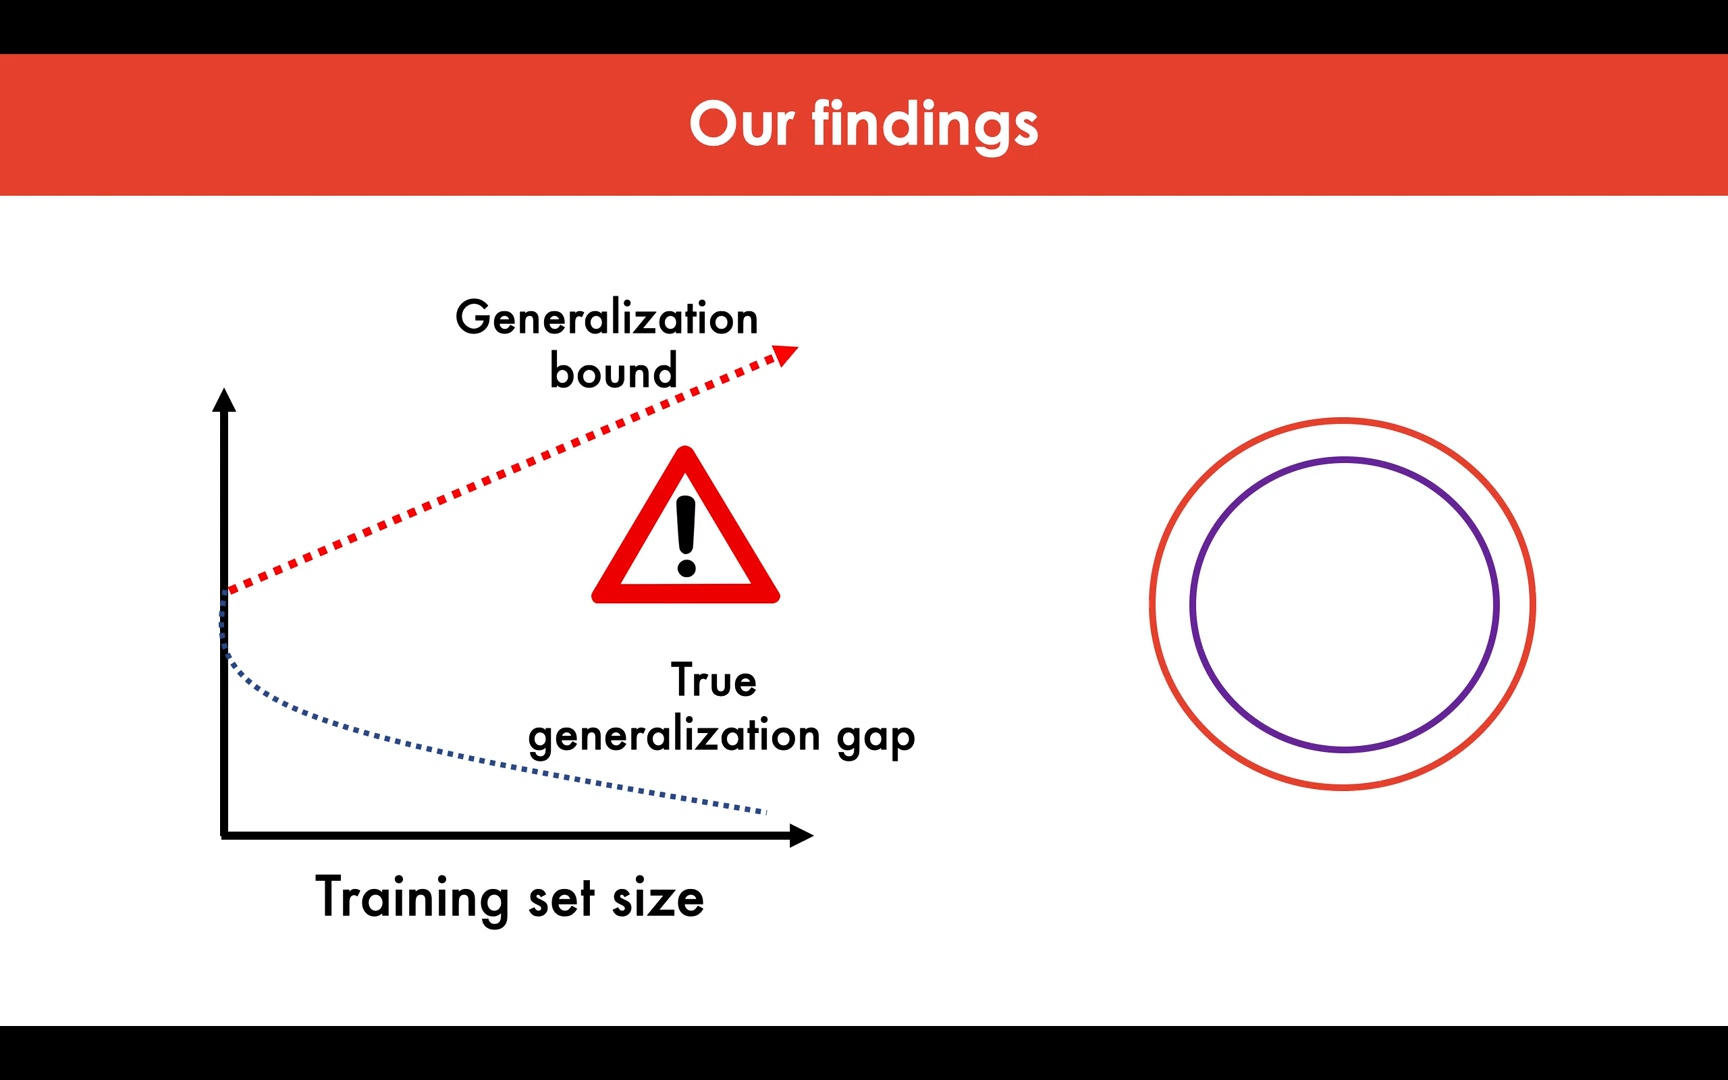 Our findings
Generalization
bound
True
generalization gap
Training set size